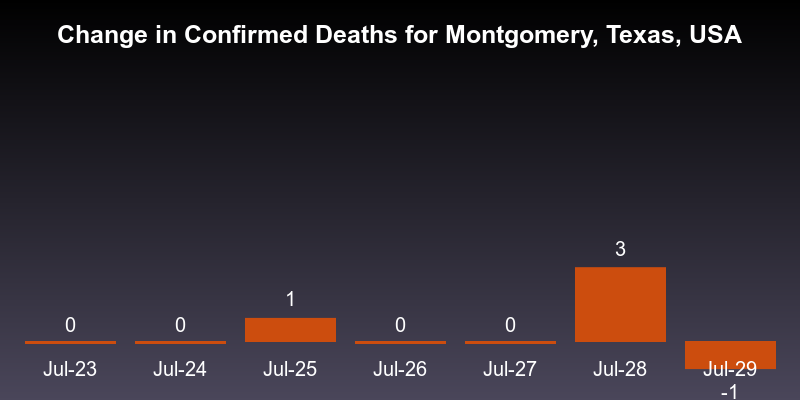 Change in Confirmed Deaths for Montgomery, Texas, USA
0 0 1 0 0 3
Jul-23 Jul-24 Jul-25 Jul-26 Jul-27 Jul-28 Jul-29
-1